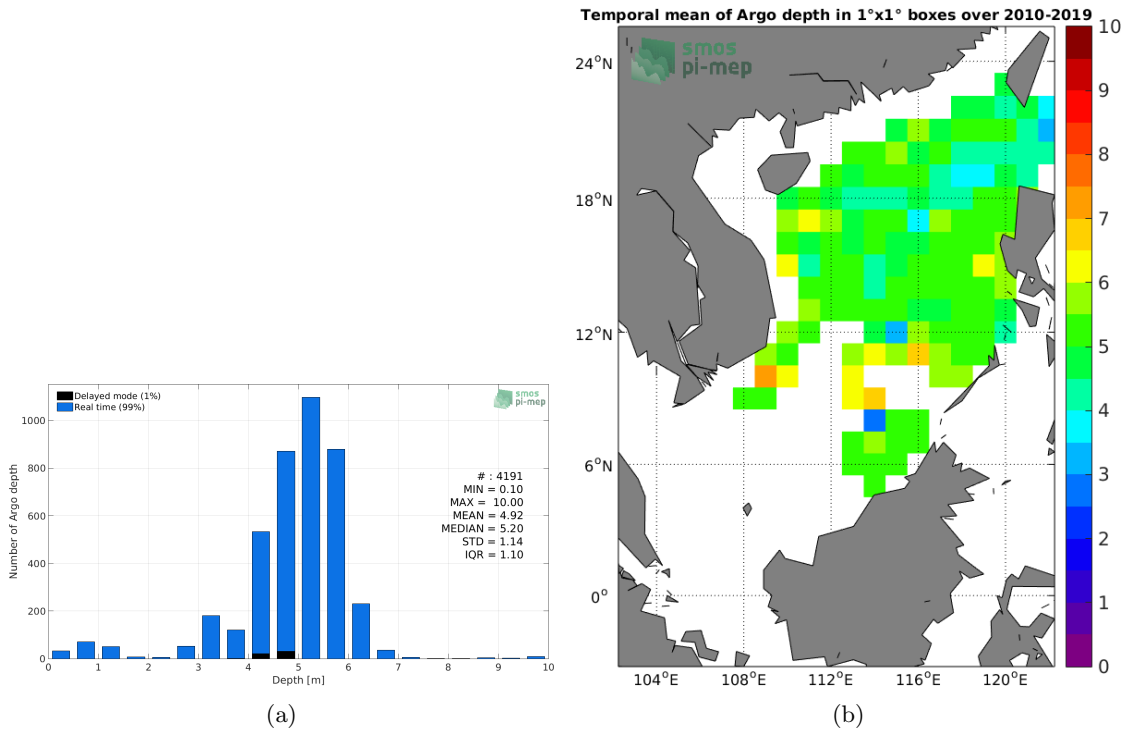 Temporal mean of Argo depth in 1°x1° boxes over 2010-2019
smos
pi-mep
24°N
18°N
12°N
6°N
0°
104°E
108°E
112°E
116°E
120°E
10
9
8
7
6
5
4
3
2
1
0
Delayed mode (1%)
Real time (99%)
smos
pi-mep
# : 4191
MIN = 0.10
MAX = 10.00
MEAN = 4.92
MEDIAN = 5.20
STD = 1.14
IQR = 1.10
Number of Argo depth
1000
800
600
400
200
0
0 1 2 3 4 5 6 7 8 9 10
Depth [m]
(a)
(b)